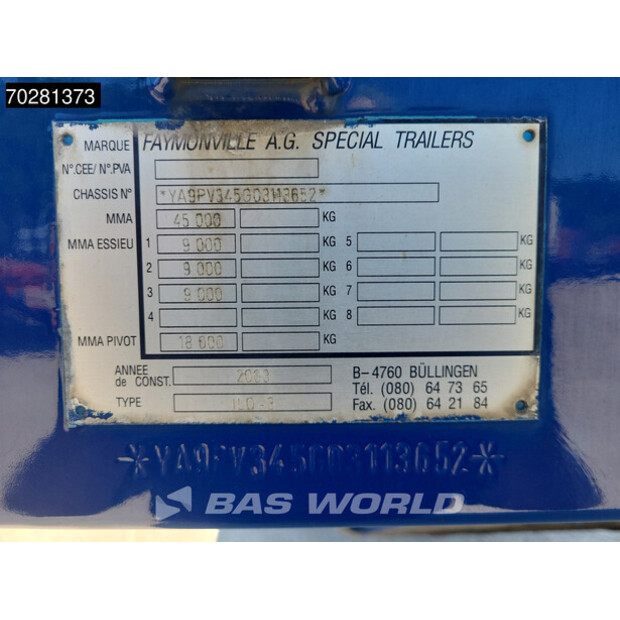 70281373
MARQUE FAYMONVILLE A.G. SPECIAL TRAILERS
N°.CEE/ N°.PVA
CHASSIS N° *YA9PV345G03113652*
MMA 45 000 KG
MMA ESSIEU 1 9 000 KG 5 KG
2 9 000 KG 6 KG
3 9 000 KG 7 KG
4 KG 8 KG
MMA PIVOT 18 000 KG
ANNEE de CONST. 2003 B-4760 BÜLLINGEN
Tél. (080) 64 73 65
TYPE Fax. (080) 64 21 84
*YA9PV345G03113652*
BAS WORLD